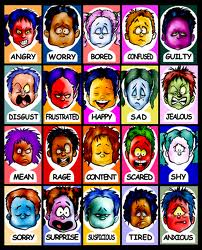 ANGRY WORRY BORED CONFUSED GUILTY
DISGUST FRUSTRATED HAPPY SAD JEALOUS
MEAN RAGE CONTENT SCARED SHY
SORRY SURPRISE SUSPICIOUS TIRED ANXIOUS